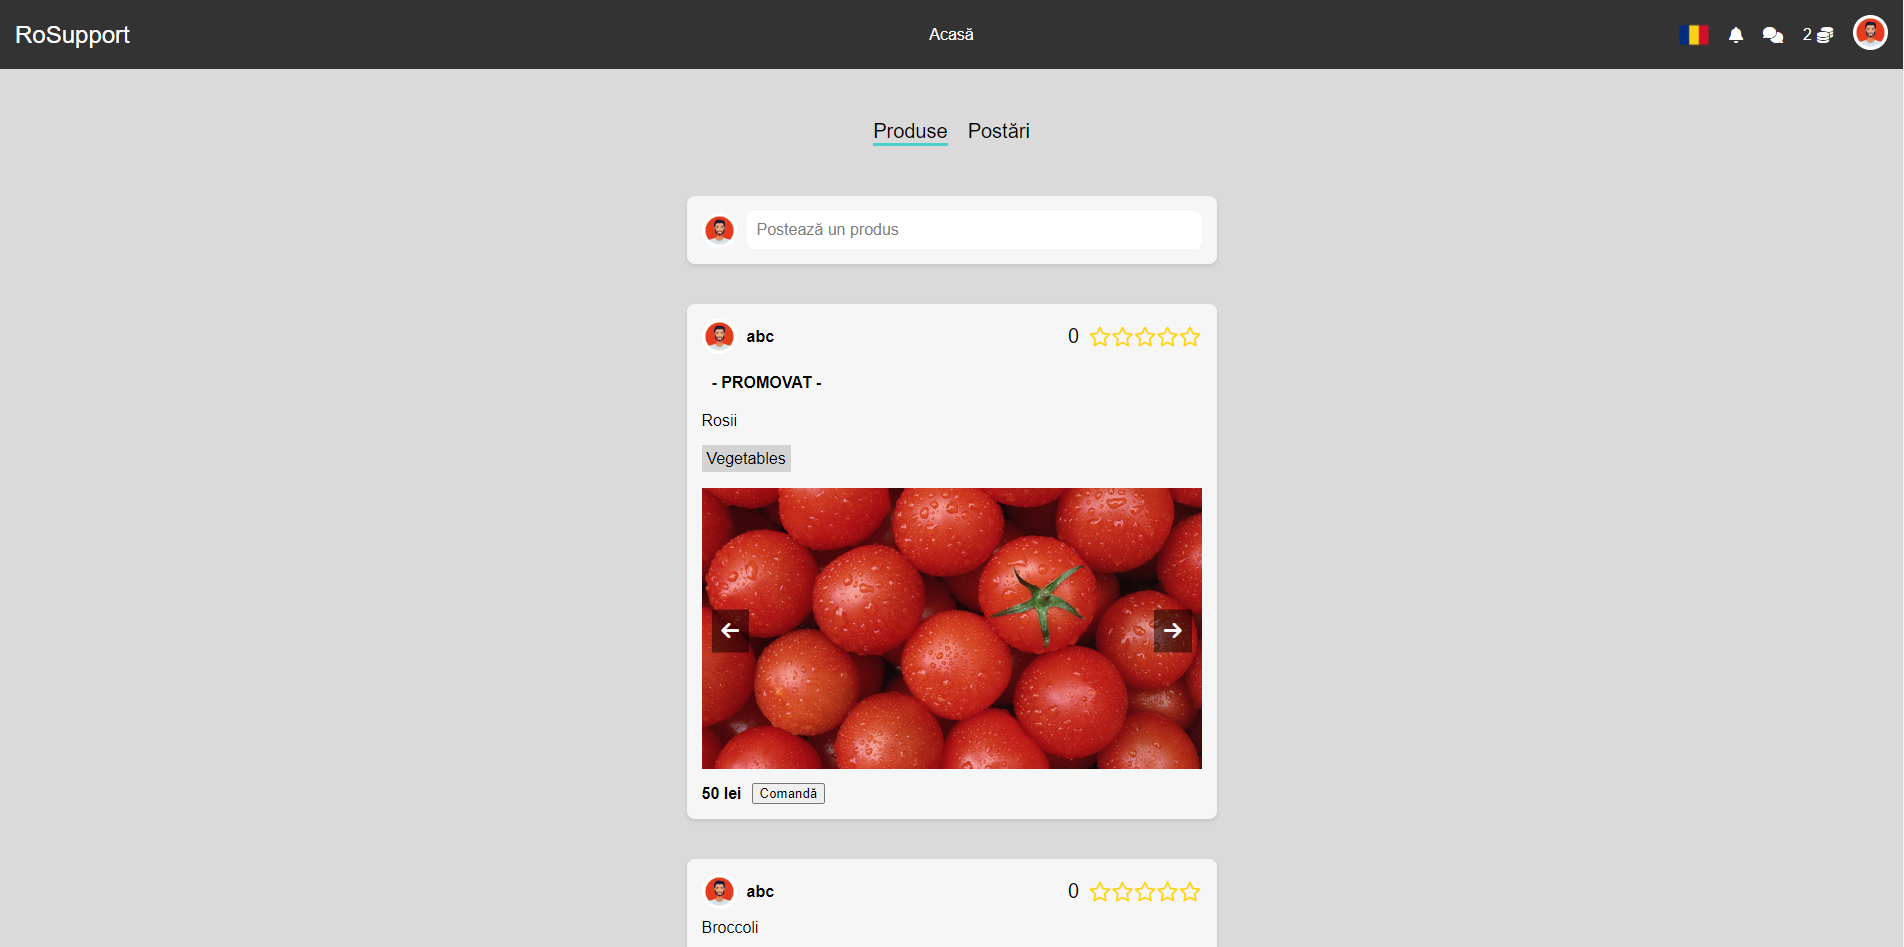 RoSupport
Acasă
2
Produse Postări
Postează un produs
abc
0
- PROMOVAT -
Rosii
Vegetables
50 lei Comandă
abc
0
Broccoli